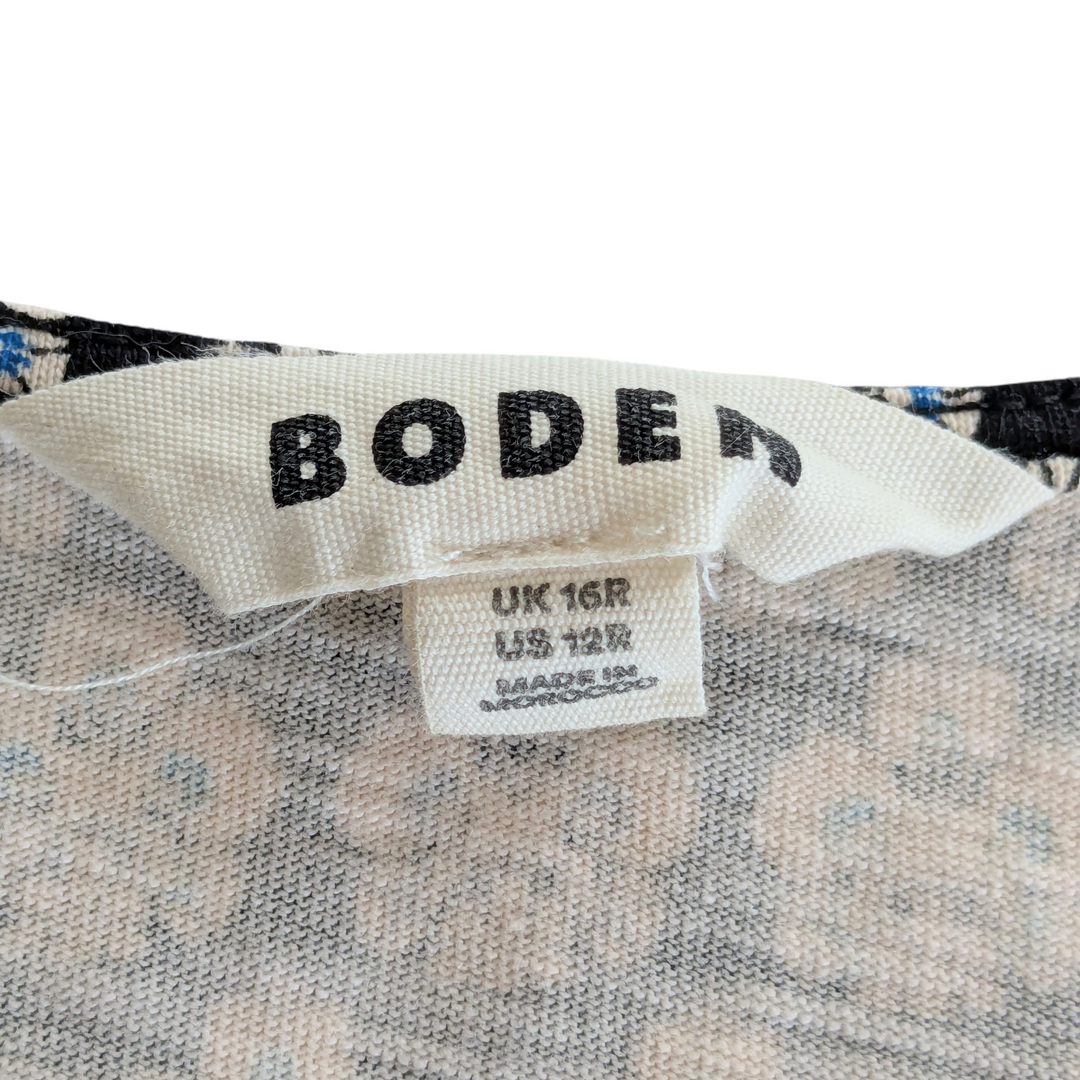 BODEN
UK 16R
US 12R
MADE IN
MOROCCO